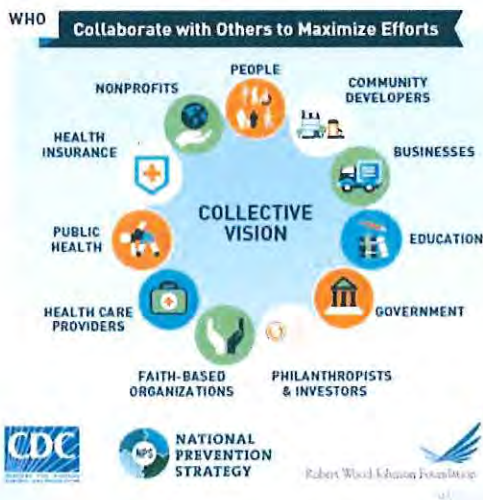 WHO
Collaborate with Others to Maximize Efforts
PEOPLE
NONPROFITS
COMMUNITY
DEVELOPERS
HEALTH
INSURANCE
BUSINESSES
COLLECTIVE
VISION
PUBLIC
HEALTH
EDUCATION
HEALTH CARE
PROVIDERS
GOVERNMENT
FAITH-BASED
ORGANIZATIONS
PHILANTHROPISTS
& INVESTORS
CDC
NPS
NATIONAL
PREVENTION
STRATEGY
Robert Wood Johnson Foundation